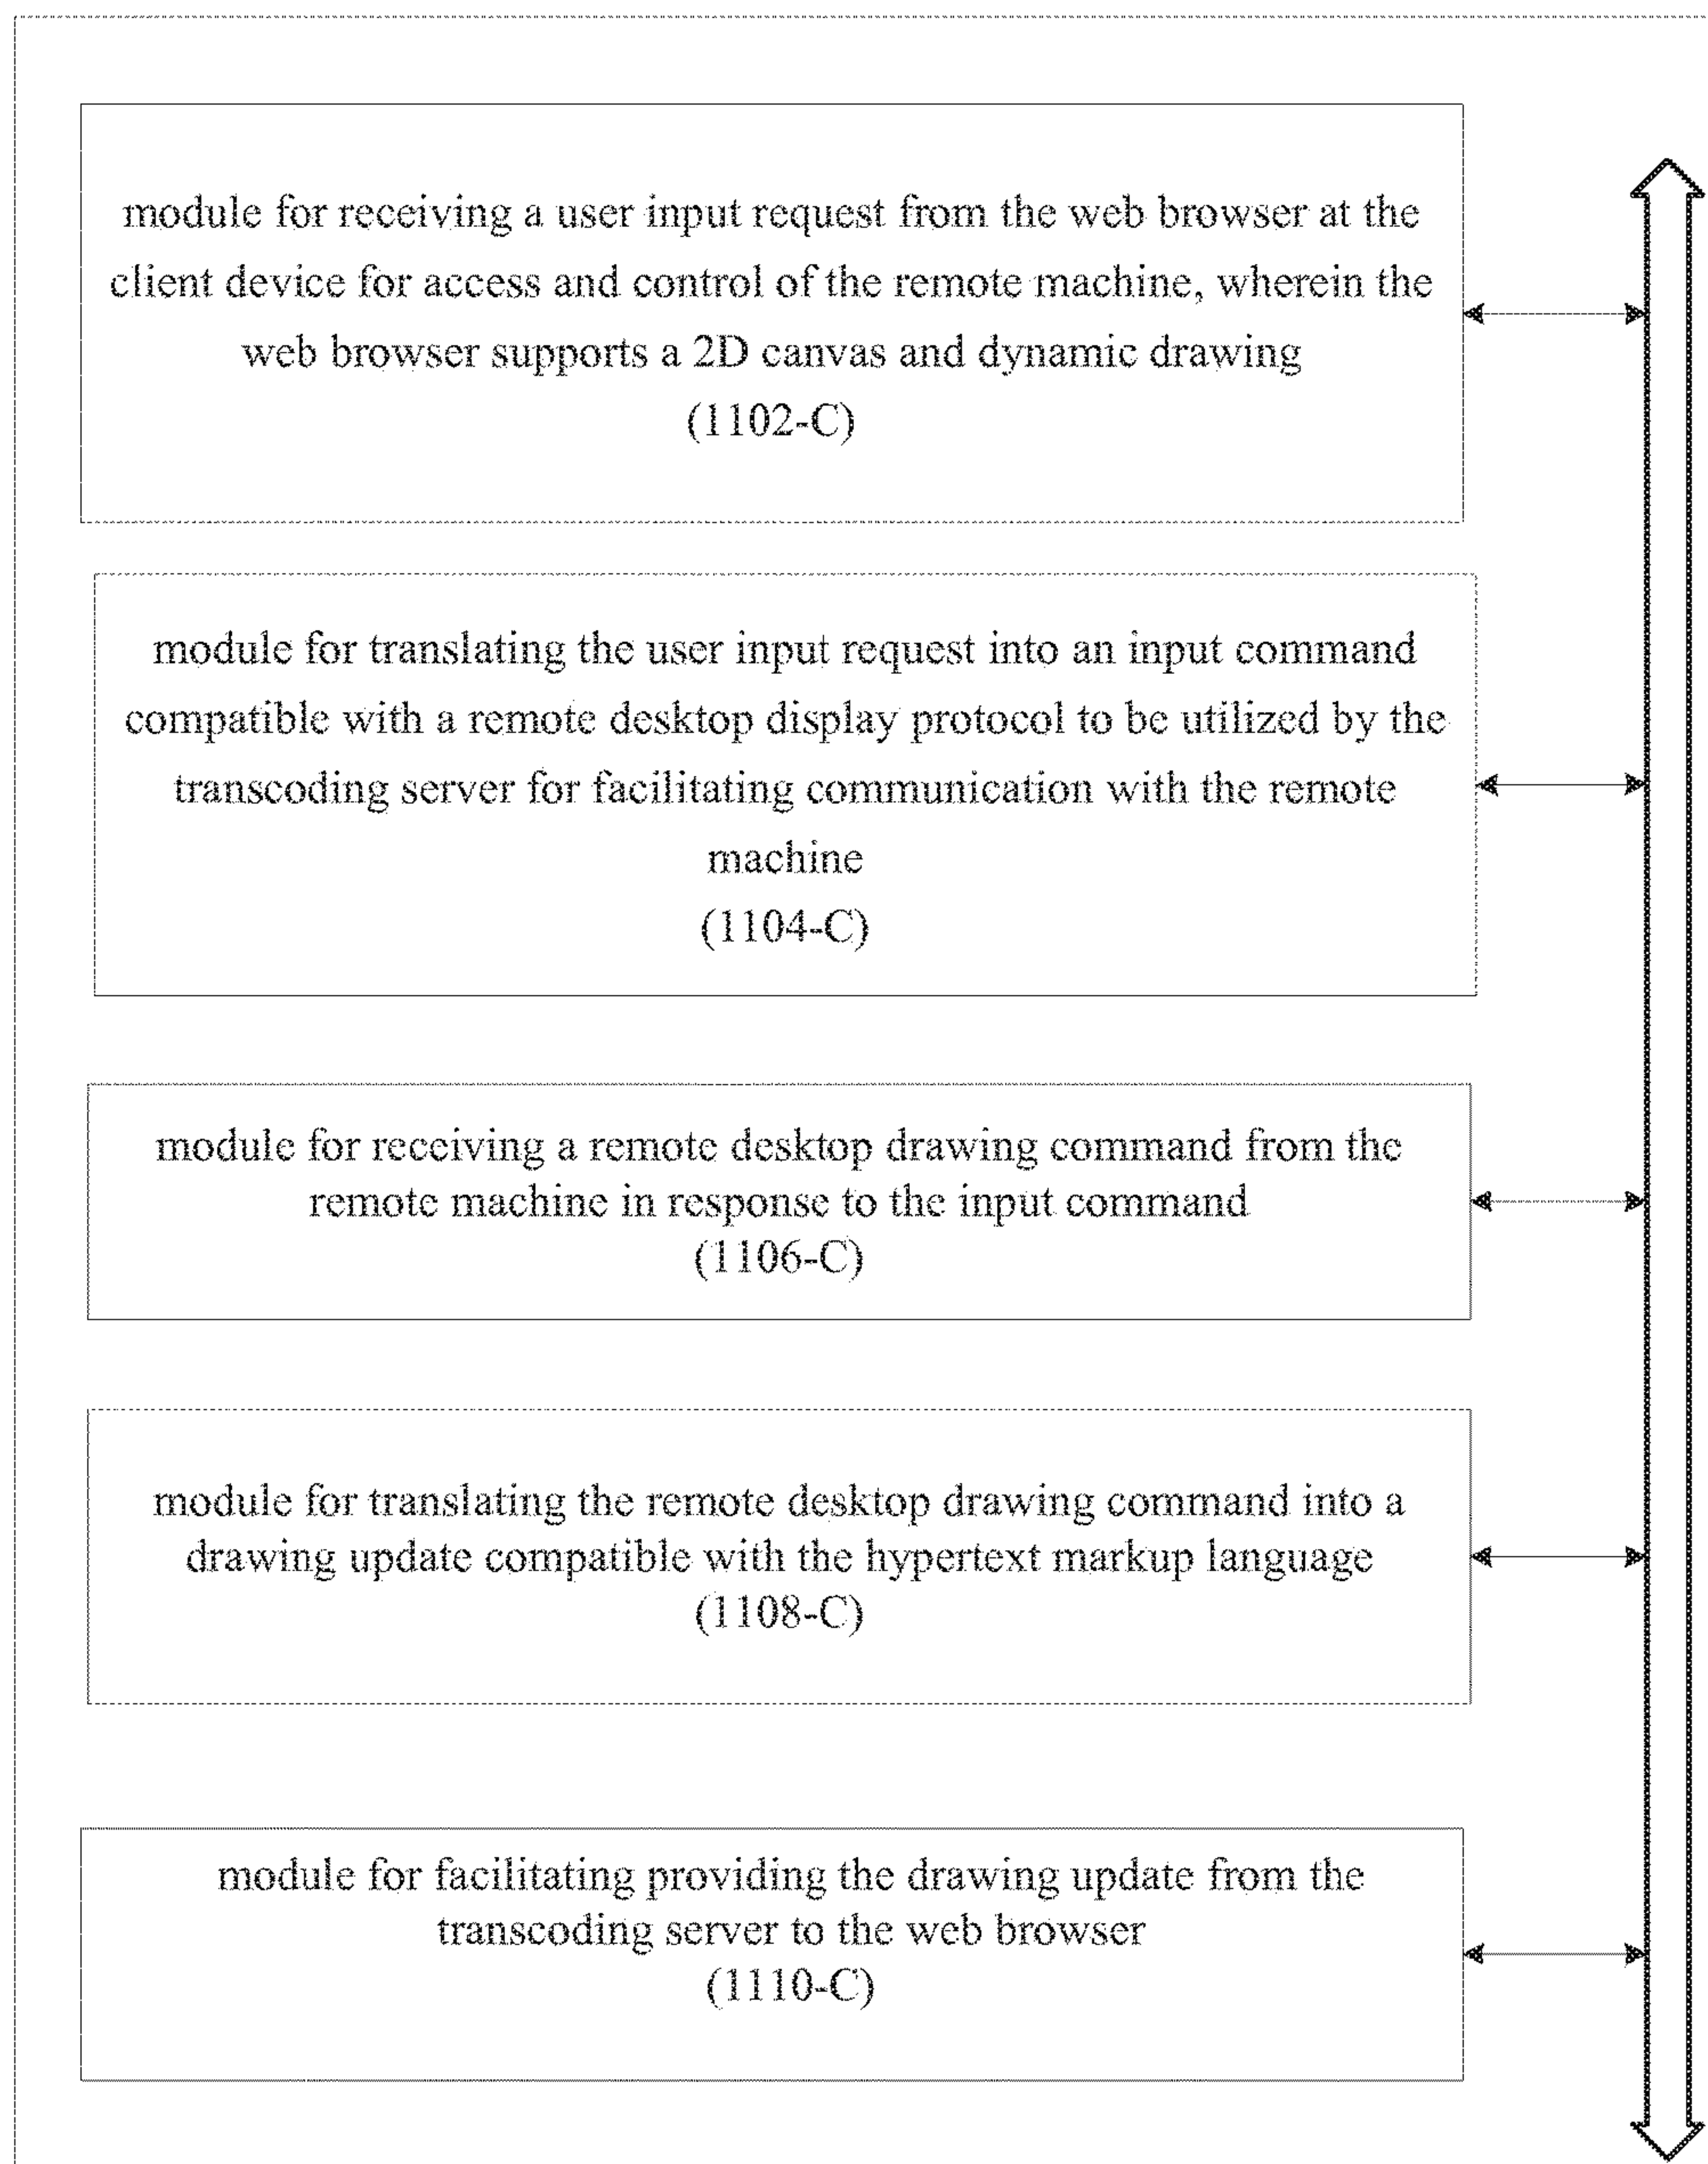 module for receiving a user input request from the web browser at the
client device for access and control of the remote machine, wherein the
web browser supports a 2D canvas and dynamic drawing
(1102-C)
module for translating the user input request into an input command
compatible with a remote desktop display protocol to be utilized by the
transcoding server for facilitating communication with the remote
machine
(1104-C)
module for receiving a remote desktop drawing command from the
remote machine in response to the input command
(1106-C)
module for translating the remote desktop drawing command into a
drawing update compatible with the hypertext markup language
(1108-C)
module for facilitating providing the drawing update from the
transcoding server to the web browser
(1110-C)